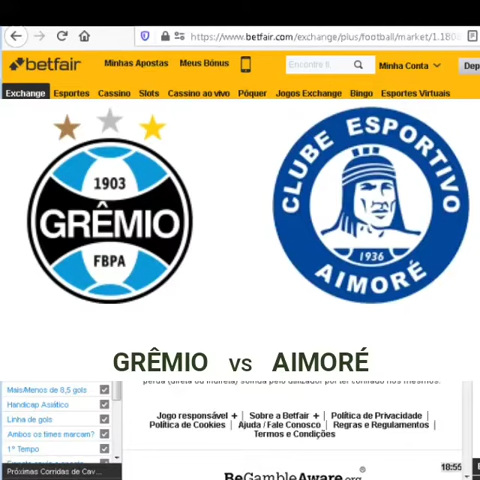 https://www.betfair.com/exchange/plus/football/market/1.1808
betfair Minhas Apostas Meus Bónus Minha Conta
Exchange Esportes Cassino Slots Cassino ao vivo Pôquer Jogos Exchange Bingo Esportes Virtuais
1903
GRÊMIO
FBPA
CLUBE ESPORTIVO
1936
AIMORÉ
GRÊMIO vs AIMORÉ
Mais/Menos de 8,5 gols
Handicap Asiático
Linha de gols
Ambos os times marcam?
1º Tempo
Próximas Corridas de Cav...
Jogo responsável + | Sobre a Betfair + | Política de Privacidade |
Política de Cookies | Ajuda / Fale Conosco | Regras e Regulamentos |
Termos e Condições
18:55
BeGambleAware.org ®